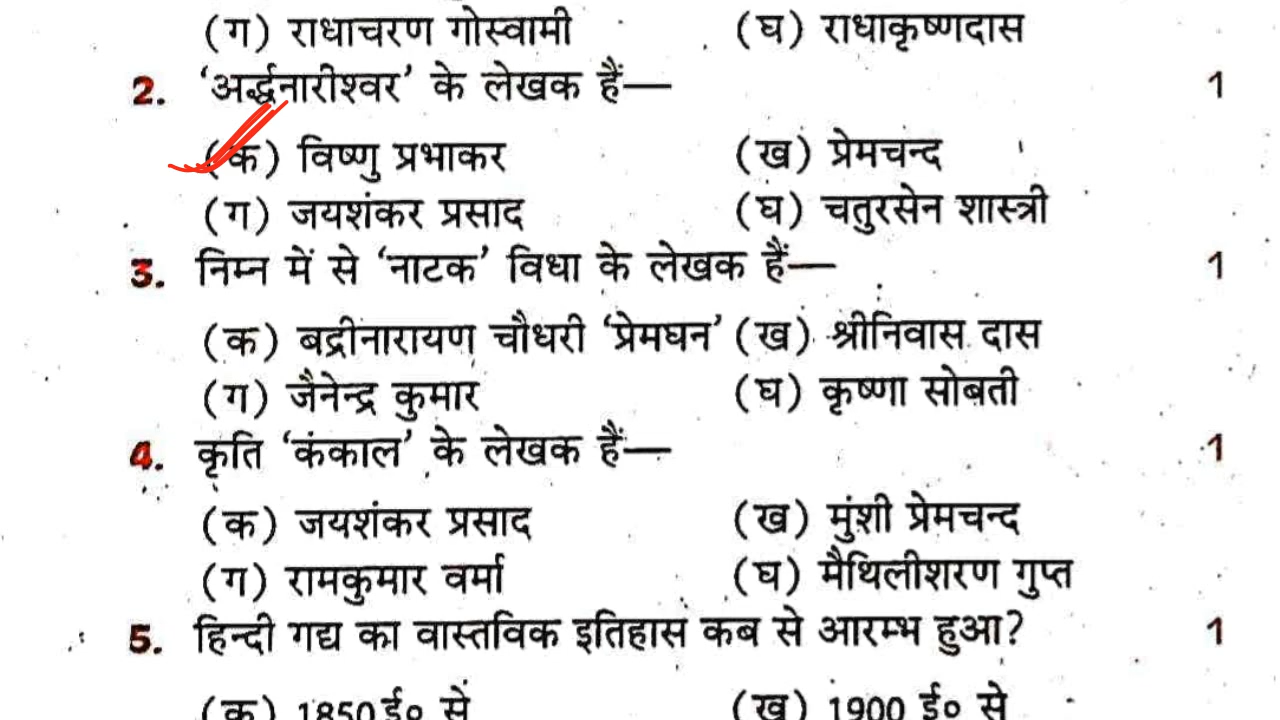 (ग) राधाचरण गोस्वामी (घ) राधाकृष्णदास
2. ‘अर्द्धनारीश्वर’ के लेखक हैं— 1
(क) विष्णु प्रभाकर (ख) प्रेमचन्द
(ग) जयशंकर प्रसाद (घ) चतुरसेन शास्त्री
3. निम्न में से ‘नाटक’ विधा के लेखक हैं— 1
(क) बद्रीनारायण चौधरी ‘प्रेमघन’ (ख) श्रीनिवास दास
(ग) जैनेन्द्र कुमार (घ) कृष्णा सोबती
4. कृति ‘कंकाल’ के लेखक हैं— 1
(क) जयशंकर प्रसाद (ख) मुंशी प्रेमचन्द
(ग) रामकुमार वर्मा (घ) मैथिलीशरण गुप्त
5. हिन्दी गद्य का वास्तविक इतिहास कब से आरम्भ हुआ? 1
(क) 1850 ई० से (ख) 1900 ई० से